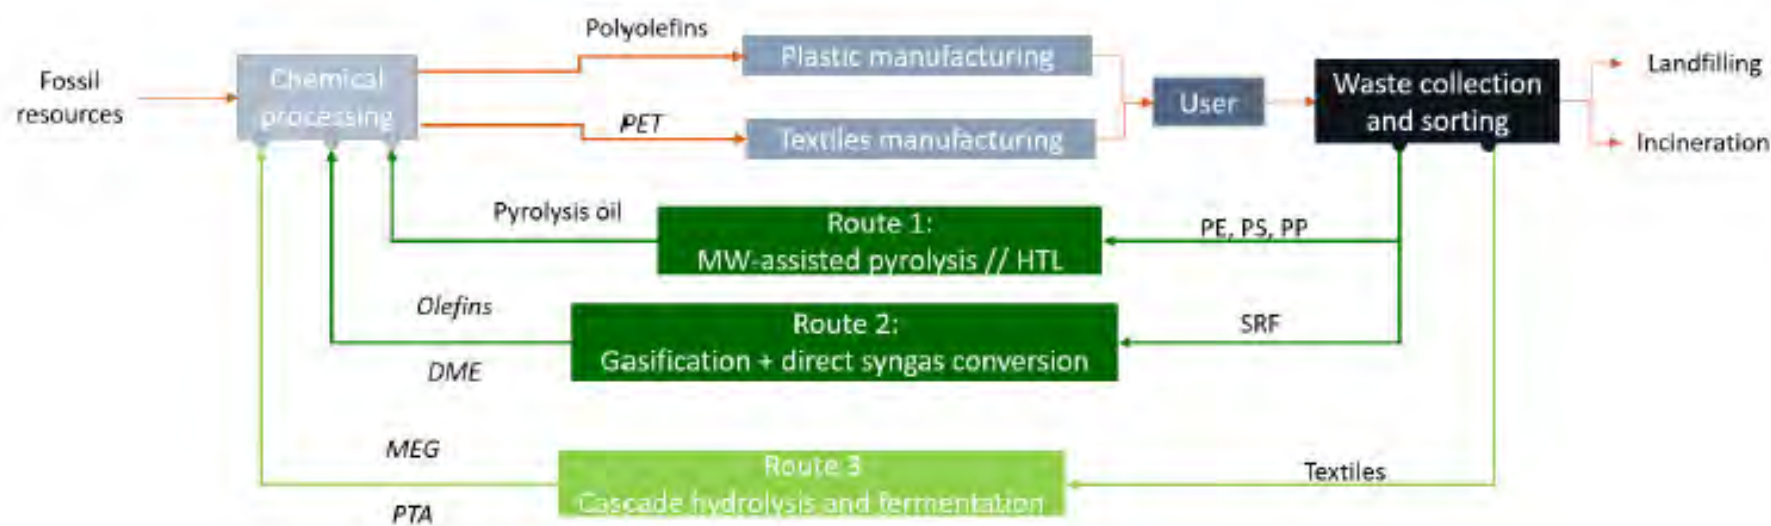 Polyolefins
Fossil
resources
Chemical
processing
Plastic manufacturing
PET
Textiles manufacturing
User
Waste collection
and sorting
Landfilling
Incineration
Pyrolysis oil
Route 1:
MW-assisted pyrolysis // HTL
PE, PS, PP
Olefins
DME
Route 2:
Gasification + direct syngas conversion
SRF
MEG
PTA
Route 3
Cascade hydrolysis and fermentation
Textiles